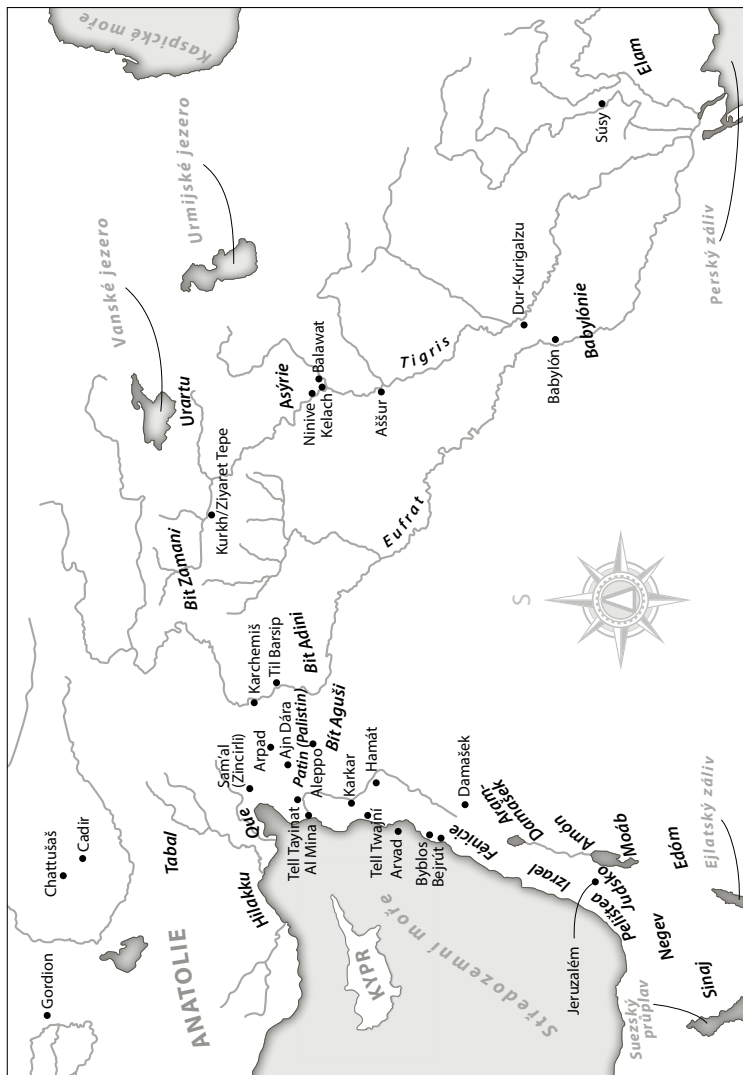 Kaspické moře
Urmijské jezero
Vanské jezero
Elam
Súsy
Perský záliv
Urartu
Asýrie
Balawat
Ninive
Kelach
Tigris
Aššur
Dur-Kurigalzu
Babylón
Babylónie
Kurkh/Ziyaret Tepe
Bit Zamani
Eufrat
S
Karchemiš
Til Barsip
Bit Adini
Sam’al
(Zincirli)
Arpad
Ajn Dára
Patin (Palistin)
Aleppo
Bít Aguši
Que
Tabal
Hilakku
Chattušaš
Cadir
Gordion
ANATOLIE
Tell Tayinat
Al Mina
Karkar
Hamát
Tell Twajní
Arvad
Byblos
Bejrút
Damašek
Fénicie
Aram-
Damašek
Izrael
Amón
Moáb
Judsko
Pelištea
Edóm
Ejlatský záliv
Negev
Sinaj
Suezský
průplav
Jeruzalém
KYPR
Středozemní moře